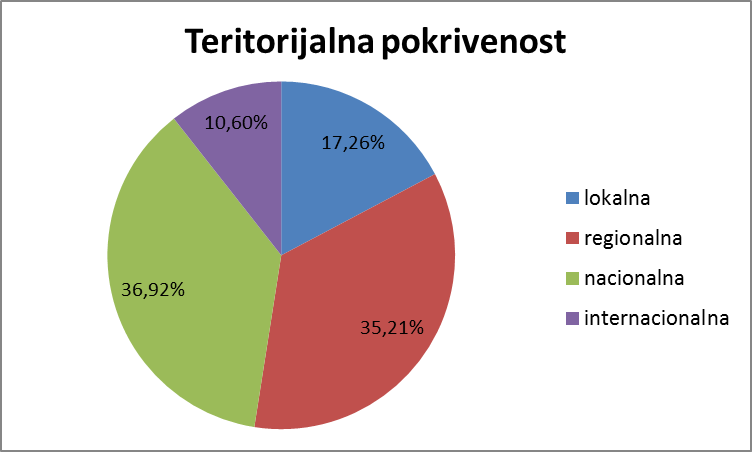 Teritorijalna pokrivenost
10,60%
17,26%
36,92%
35,21%
lokalna
regionalna
nacionalna
internacionalna